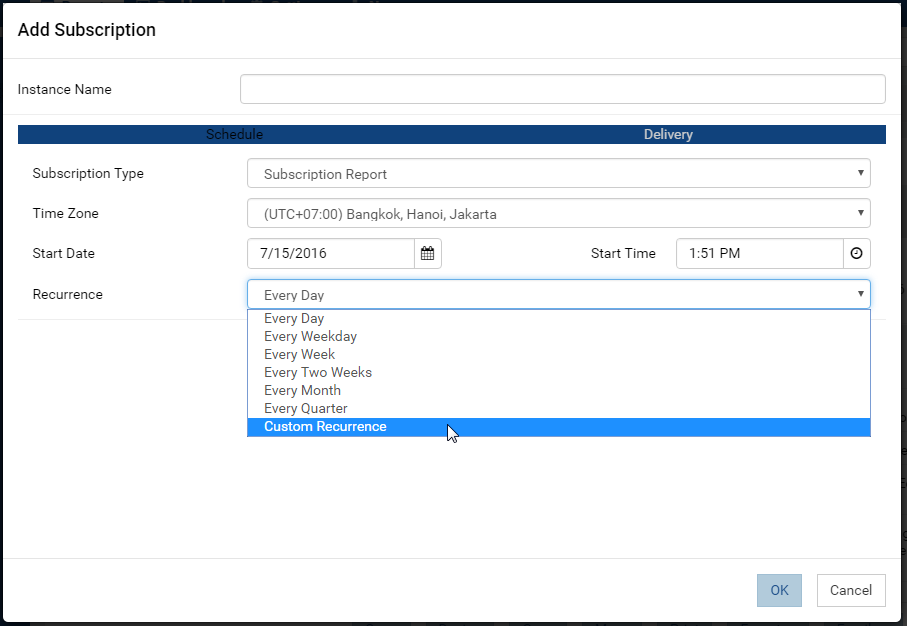 Add Subscription
Instance Name
Schedule Delivery
Subscription Type Subscription Report
Time Zone (UTC+07:00) Bangkok, Hanoi, Jakarta
Start Date 7/15/2016 Start Time 1:51 PM
Recurrence Every Day
Every Day
Every Weekday
Every Week
Every Two Weeks
Every Month
Every Quarter
Custom Recurrence
OK Cancel